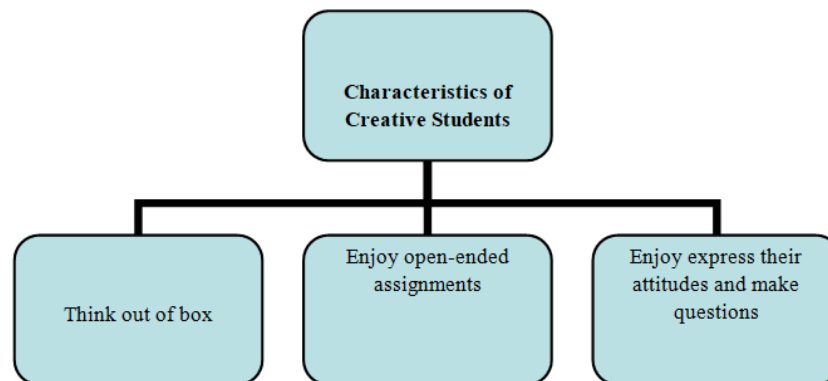 Characteristics of
Creative Students
Think out of box
Enjoy open-ended
assignments
Enjoy express their
attitudes and make
questions